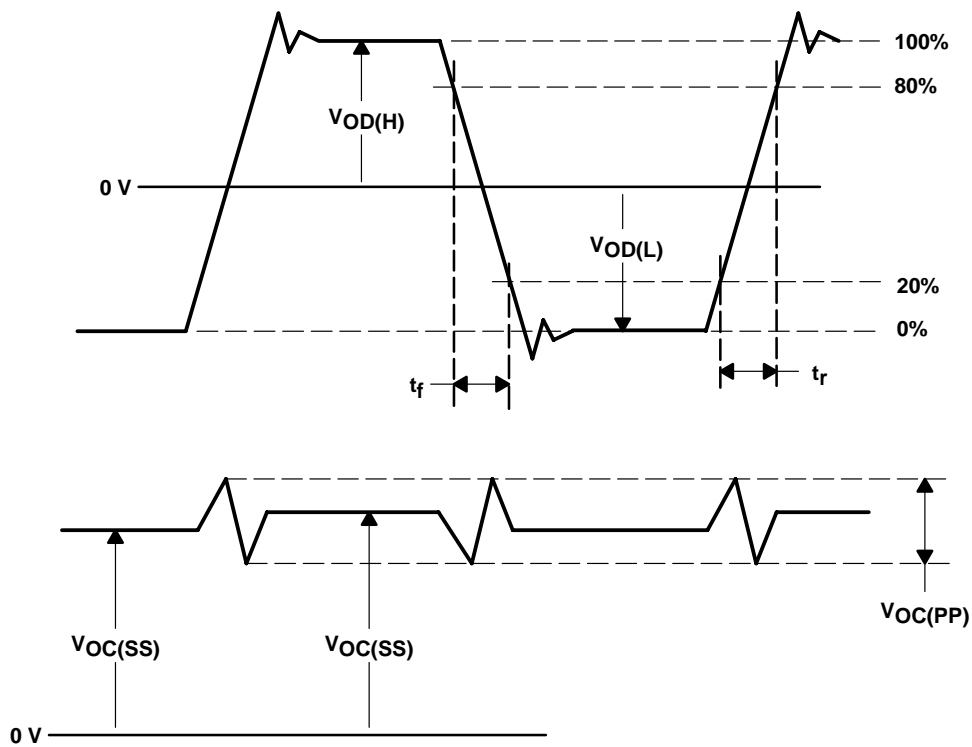 100%
80%
VOD(H)
0 V
VOD(L)
20%
0%
tf
tr
VOC(PP)
VOC(SS)
VOC(SS)
0 V